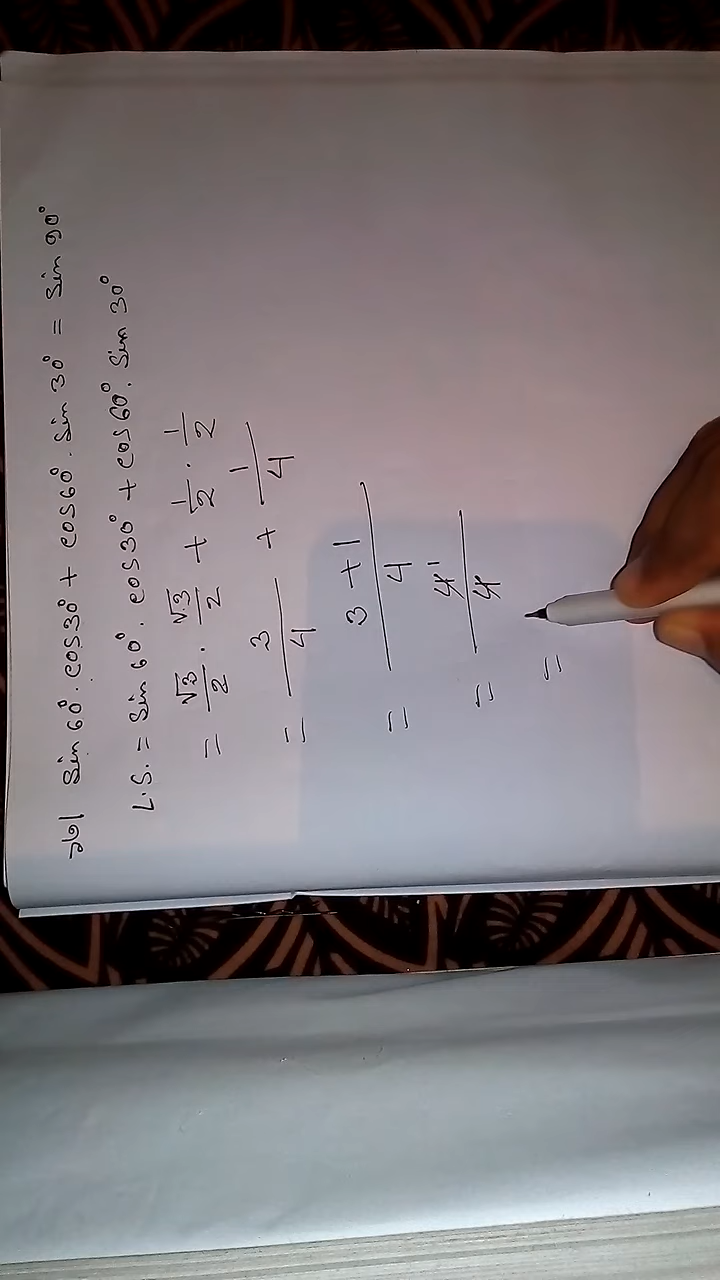 sin 60° . cos 30° + cos 60° . sin 30° = sin 90°
L.S. = sin 60° . cos 30° + cos 60° . sin 30°
= √3/2 . √3/2 + 1/2 . 1/2
= 3/4 + 1/4
= 3 + 1/4
= 4 1/4
=